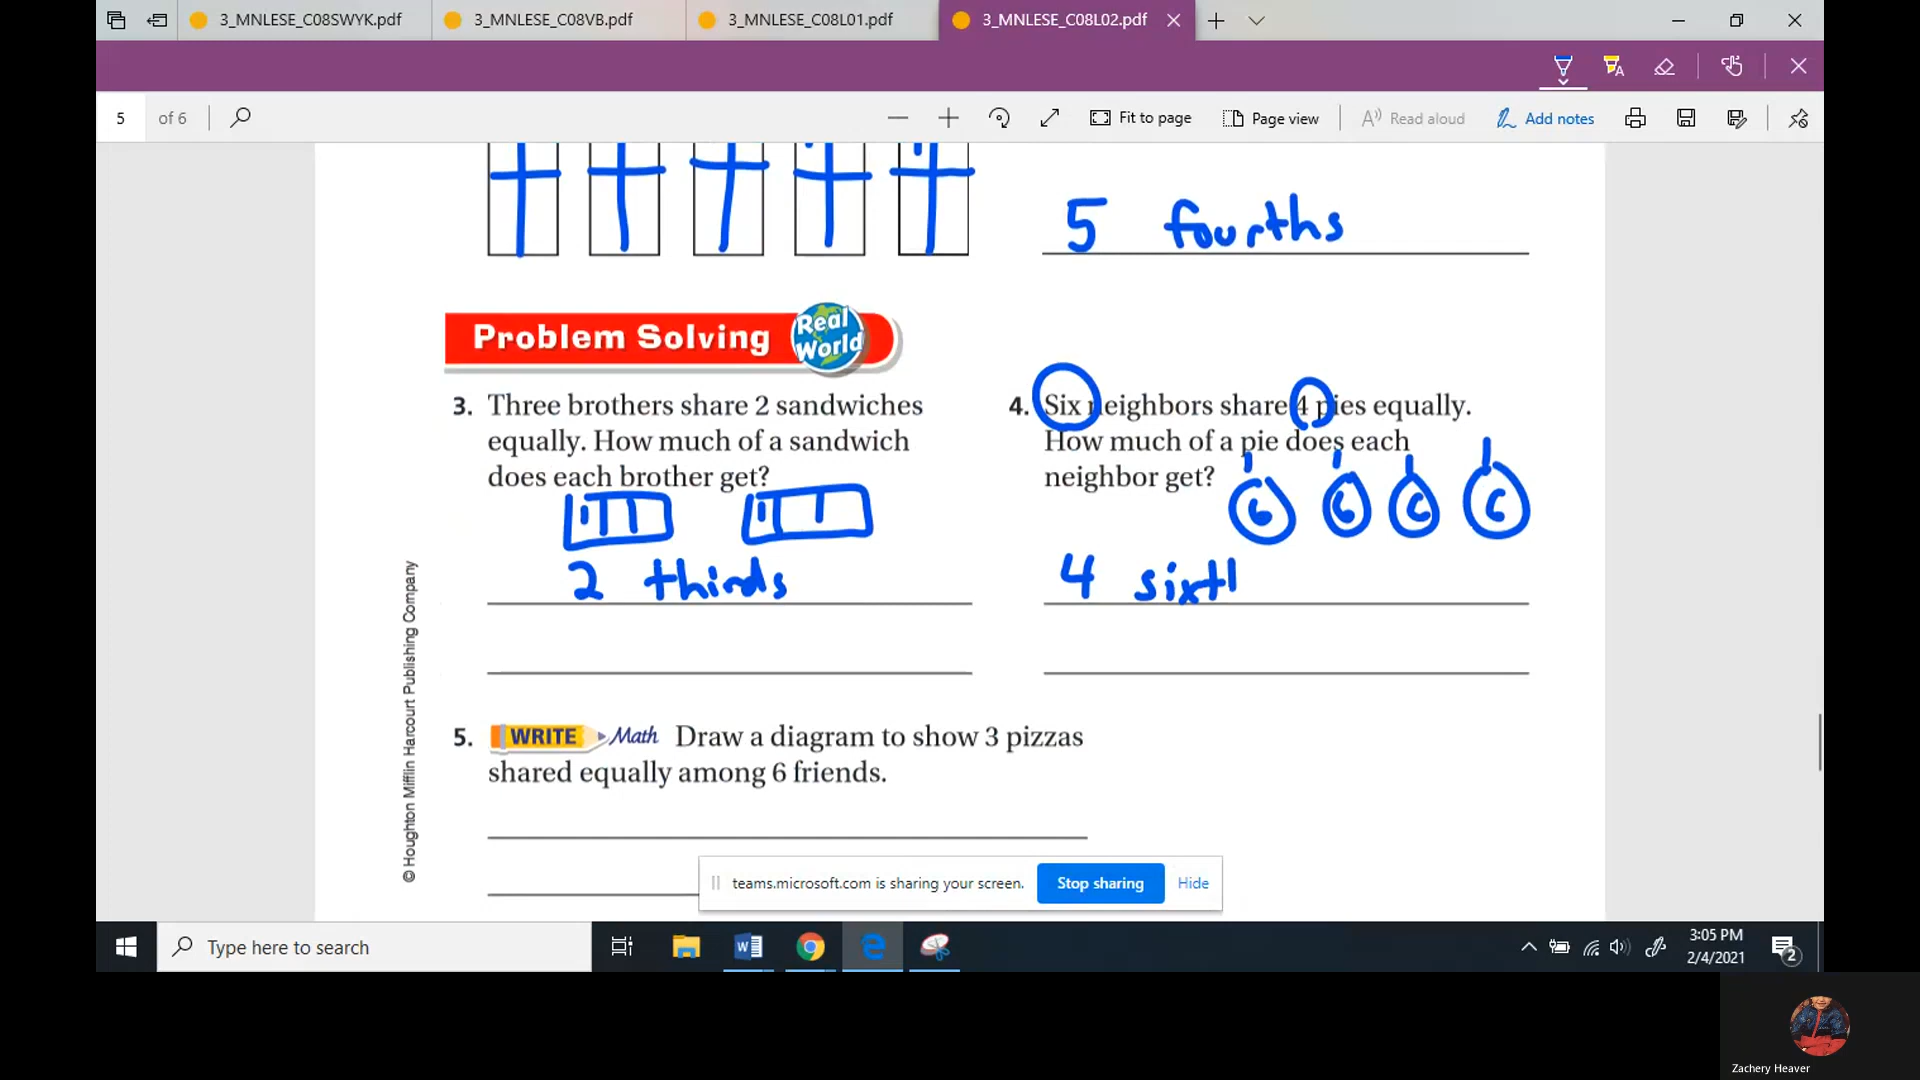 3_MNLESE_C08SWYK.pdf
3_MNLESE_C08VB.pdf
3_MNLESE_C08L01.pdf
3_MNLESE_C08L02.pdf
5 of 6
Fit to page
Page view
Read aloud
Add notes
5 fourths
Problem Solving Real World
3. Three brothers share 2 sandwiches
equally. How much of a sandwich
does each brother get?
2 thirds
4. Six neighbors share 4 pies equally.
How much of a pie does each
neighbor get?
6 6 6 6
4 sixth
© Houghton Mifflin Harcourt Publishing Company
5. WRITE Math Draw a diagram to show 3 pizzas
shared equally among 6 friends.
teams.microsoft.com is sharing your screen. Stop sharing Hide
Type here to search
3:05 PM
2/4/2021
2
Zachery Heaver